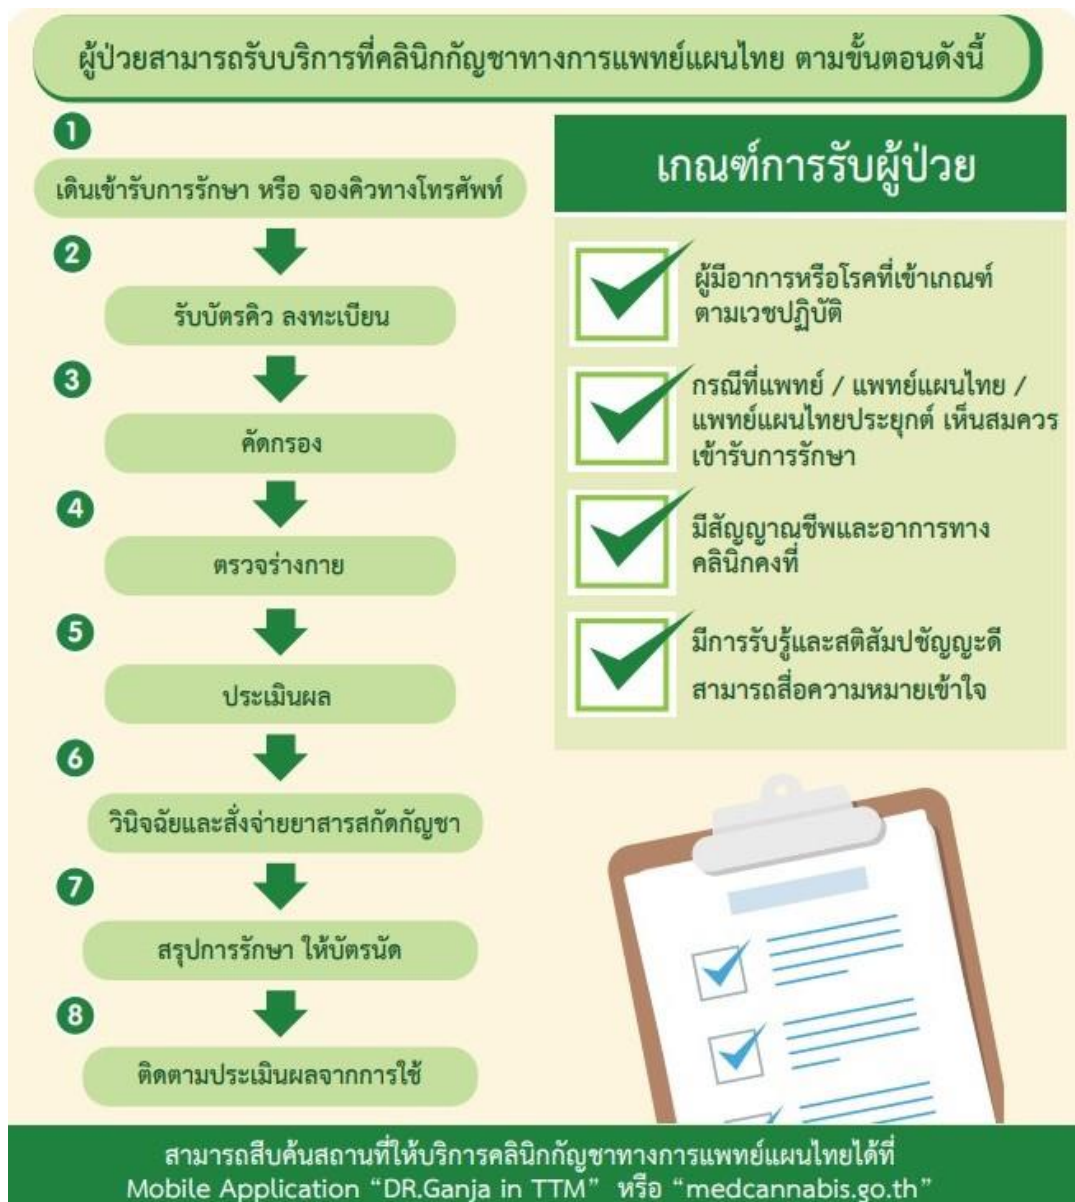 ผู้ป่วยสามารถรับบริการที่คลินิกกัญชาทางการแพทย์แผนไทย ตามขั้นตอนดังนี้
1
เดินเข้ารับการรักษา หรือ จองคิวทางโทรศัพท์
2
รับบัตรคิว ลงทะเบียน
3
คัดกรอง
4
ตรวจร่างกาย
5
ประเมินผล
6
วินิจฉัยและสั่งจ่ายยาสารสกัดกัญชา
7
สรุปการรักษา ให้บัตรนัด
8
ติดตามประเมินผลจากการใช้
เกณฑ์การรับผู้ป่วย
ผู้มีอาการหรือโรคที่เข้าเกณฑ์
ตามเวชปฏิบัติ
กรณีที่แพทย์ / แพทย์แผนไทย /
แพทย์แผนไทยประยุกต์ เห็นสมควร
เข้ารับการรักษา
มีสัญญาณชีพและอาการทาง
คลินิกคงที่
มีการรับรู้และสติสัมปชัญญะดี
สามารถสื่อความหมายเข้าใจ
สามารถสืบค้นสถานที่ให้บริการคลินิกกัญชาทางการแพทย์แผนไทยได้ที่
Mobile Application “DR.Ganja in TTM” หรือ “medcannabis.go.th”